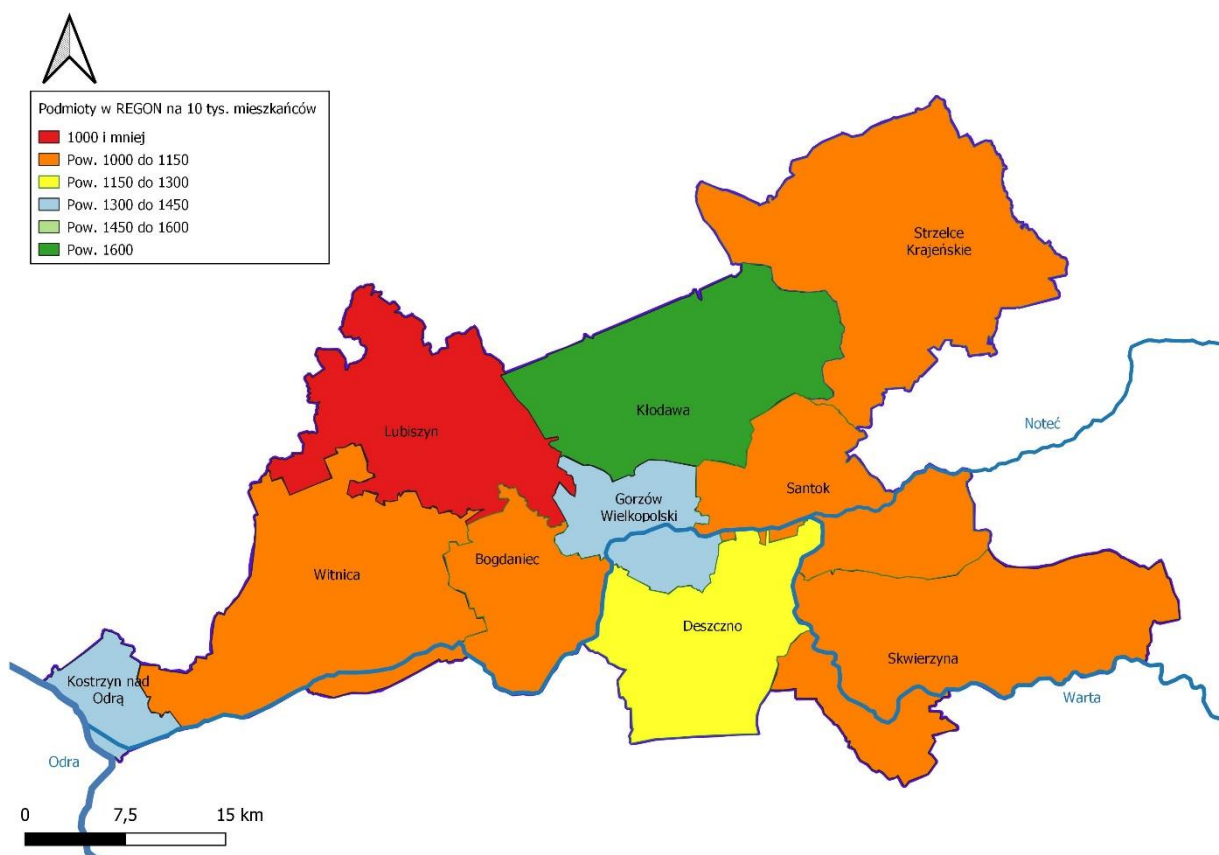 Podmioty w REGON na 10 tys. mieszkańców
1000 i mniej
Pow. 1000 do 1150
Pow. 1150 do 1300
Pow. 1300 do 1450
Pow. 1450 do 1600
Pow. 1600
Strzelce
Krajeńskie
Kłodawa
Lubiszyn
Noteć
Santok
Gorzów
Wielkopolski
Bogdaniec
Witnica
Deszczno
Skwierzyna
Kostrzyn nad
Odrą
Warta
Odra
0 7,5 15 km